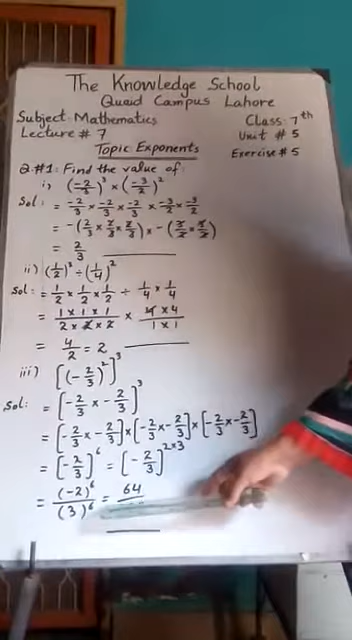 The Knowledge School
Quaid Campus Lahore
Subject: Mathematics Class: 7th
Lecture # 7 Unit # 5
Topic Exponents Exercise # 5
Q#1: Find the value of:
i) (-2/3)³ × (-3/2)²
Sol: = -2/3 × -2/3 × -2/3 × -3/2 × -3/2
= -(2/3 × 2/3 × 2/3) × -(3/2 × 3/2)
= 2/3
ii) (1/2)³ ÷ (1/4)²
Sol: = 1/2 × 1/2 × 1/2 ÷ 1/4 × 1/4
= 1×1×1/2×2×2 × 4×4/1×1
= 4/2 = 2
iii) [(-2/3)²]³
Sol: = [-2/3 × -2/3]³
= [-2/3 × -2/3] × [-2/3 × -2/3] × [-2/3 × -2/3]
= [-2/3]⁶ = [-2/3]²ˣ³
= (-2)⁶/(3)⁶ = 64